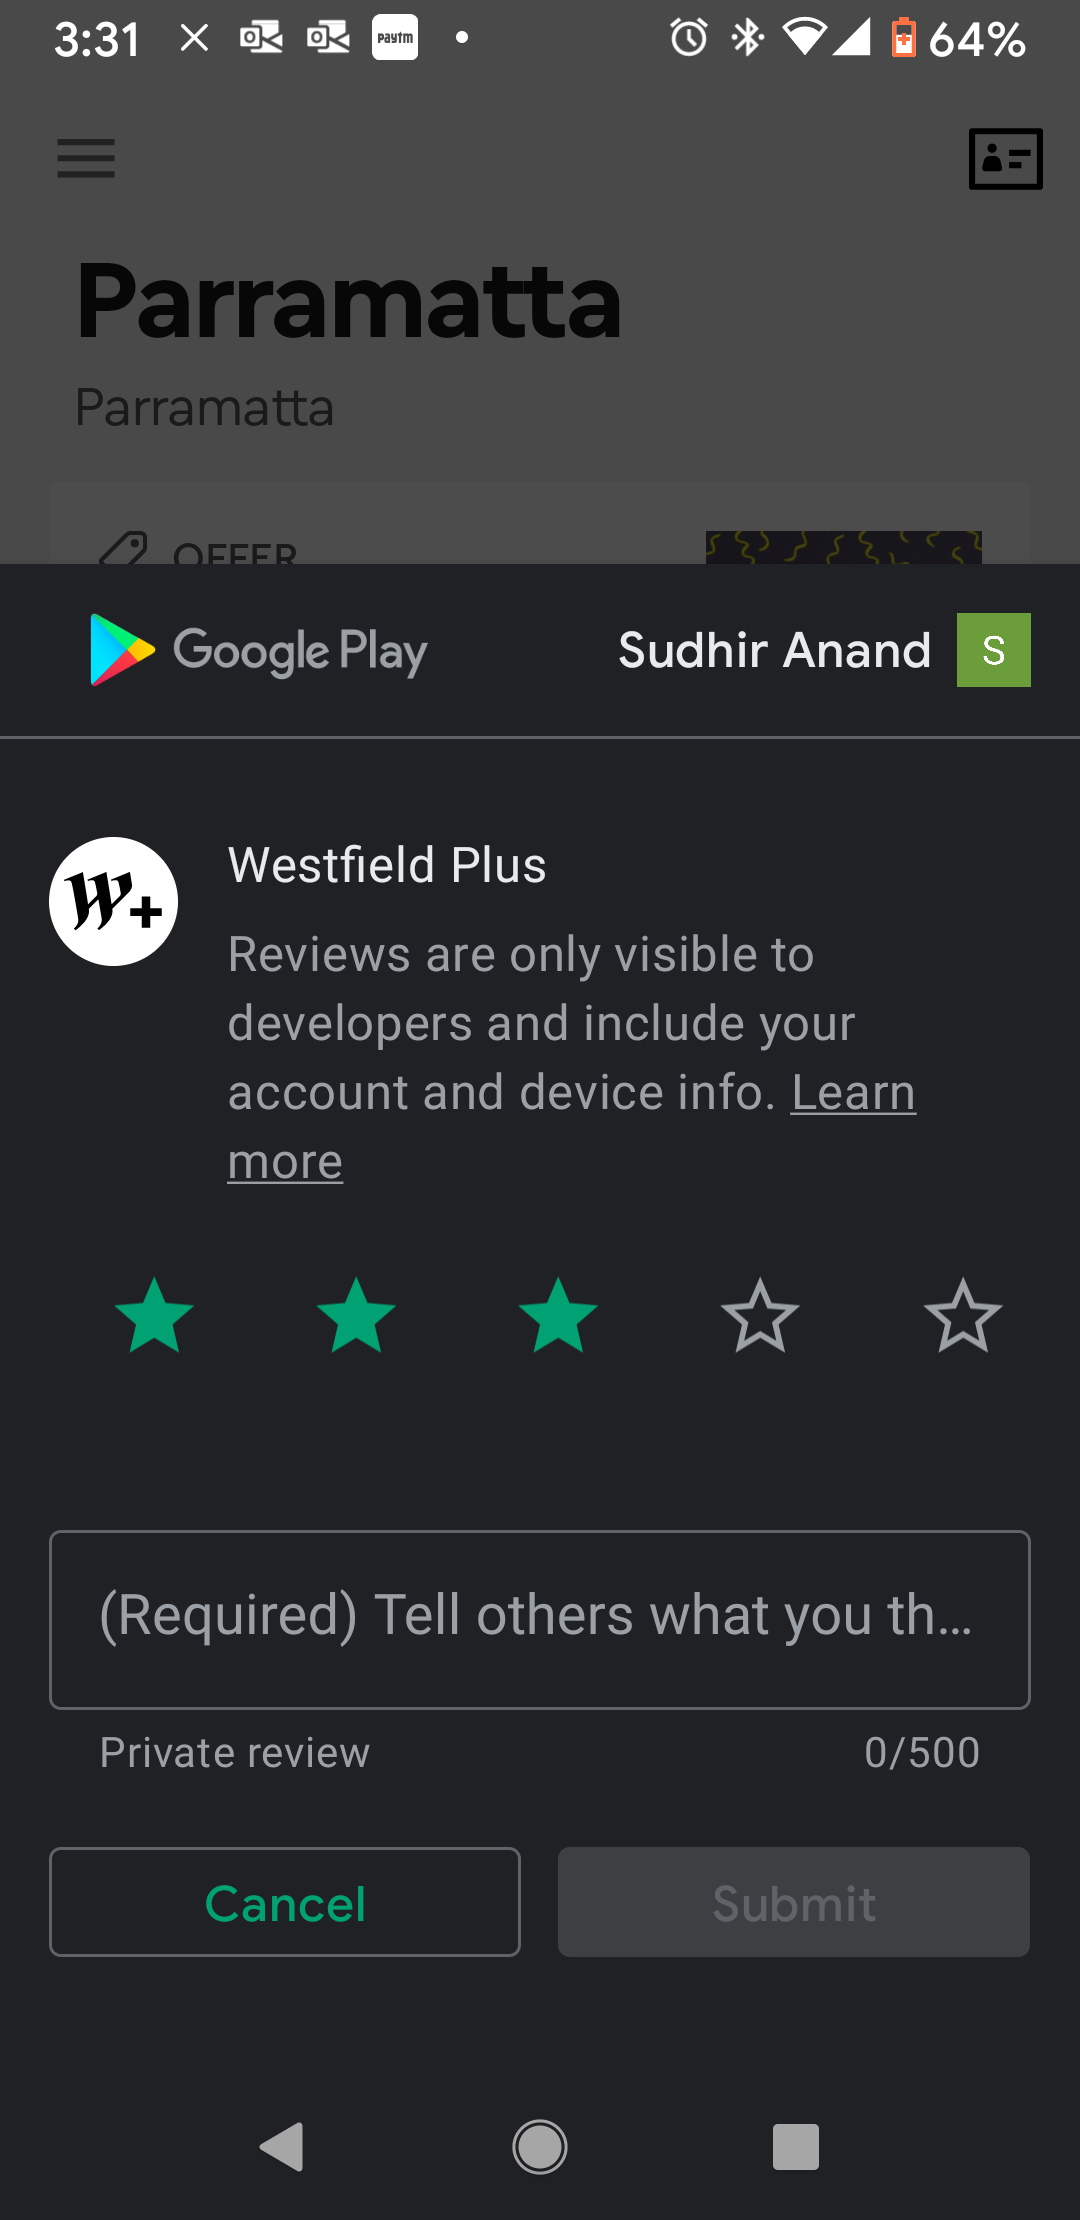 3:31
paytm
64%
Parramatta
Parramatta
OFFER
Google Play
Sudhir Anand
S
W+
Westfield Plus
Reviews are only visible to
developers and include your
account and device info. Learn
more
(Required) Tell others what you th...
Private review
0/500
Cancel
Submit